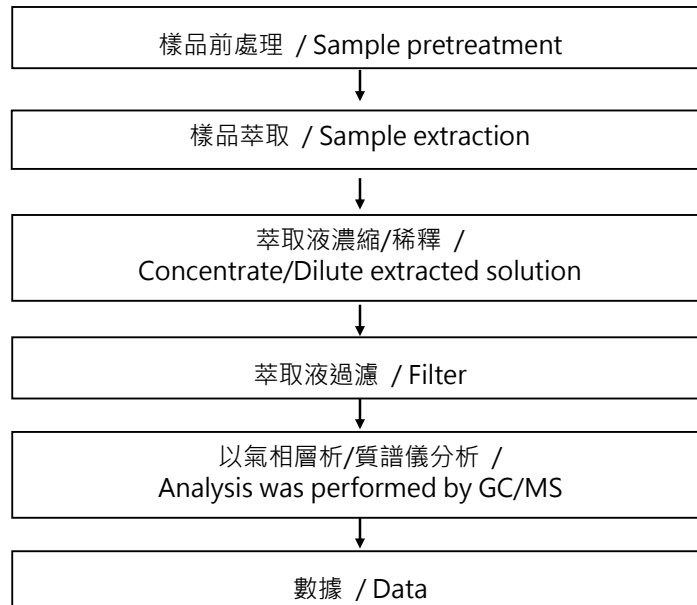 樣品前處理 / Sample pretreatment
樣品萃取 / Sample extraction
萃取液濃縮/稀釋 /
Concentrate/Dilute extracted solution
萃取液過濾 / Filter
以氣相層析/質譜儀分析 /
Analysis was performed by GC/MS
數據 / Data